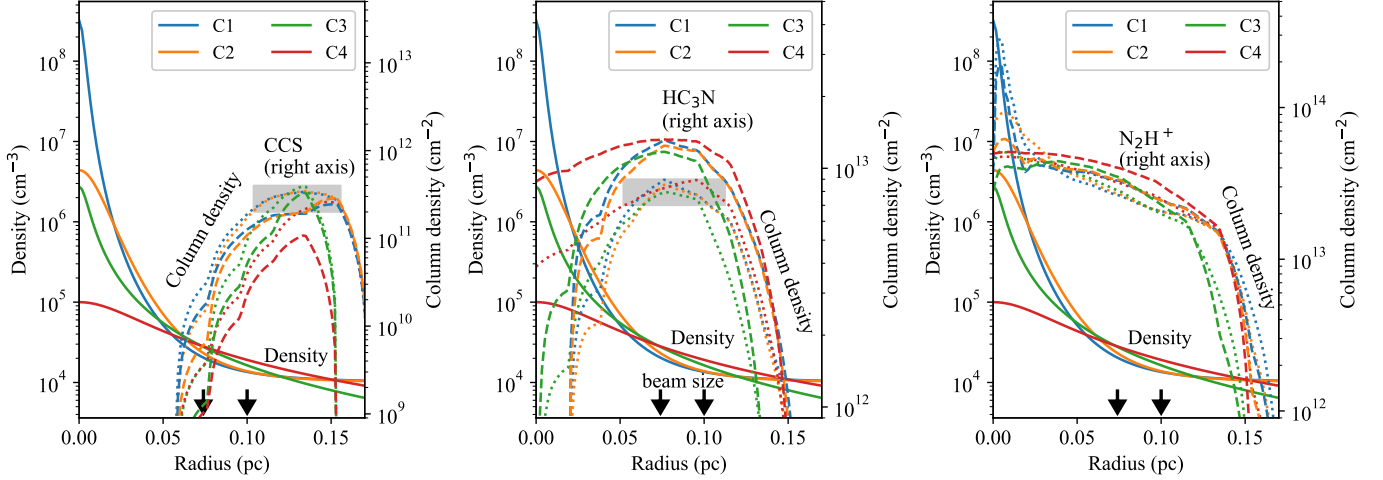 C1 C3
C2 C4
CCS
(right axis)
Column density
Density
Density (cm⁻³)
10⁸
10⁷
10⁶
10⁵
10⁴
Column density (cm⁻²)
10¹³
10¹²
10¹¹
10¹⁰
10⁹
0.00 0.05 0.10 0.15
Radius (pc)
C1 C3
C2 C4
HC₃N
(right axis)
Column density
Density
beam size
Density (cm⁻³)
10⁸
10⁷
10⁶
10⁵
10⁴
Column density (cm⁻²)
10¹³
10¹²
0.00 0.05 0.10 0.15
Radius (pc)
C1 C3
C2 C4
N₂H⁺
(right axis)
Column density
Density
Density (cm⁻³)
10⁸
10⁷
10⁶
10⁵
10⁴
Column density (cm⁻²)
10¹⁴
10¹³
10¹²
0.00 0.05 0.10 0.15
Radius (pc)